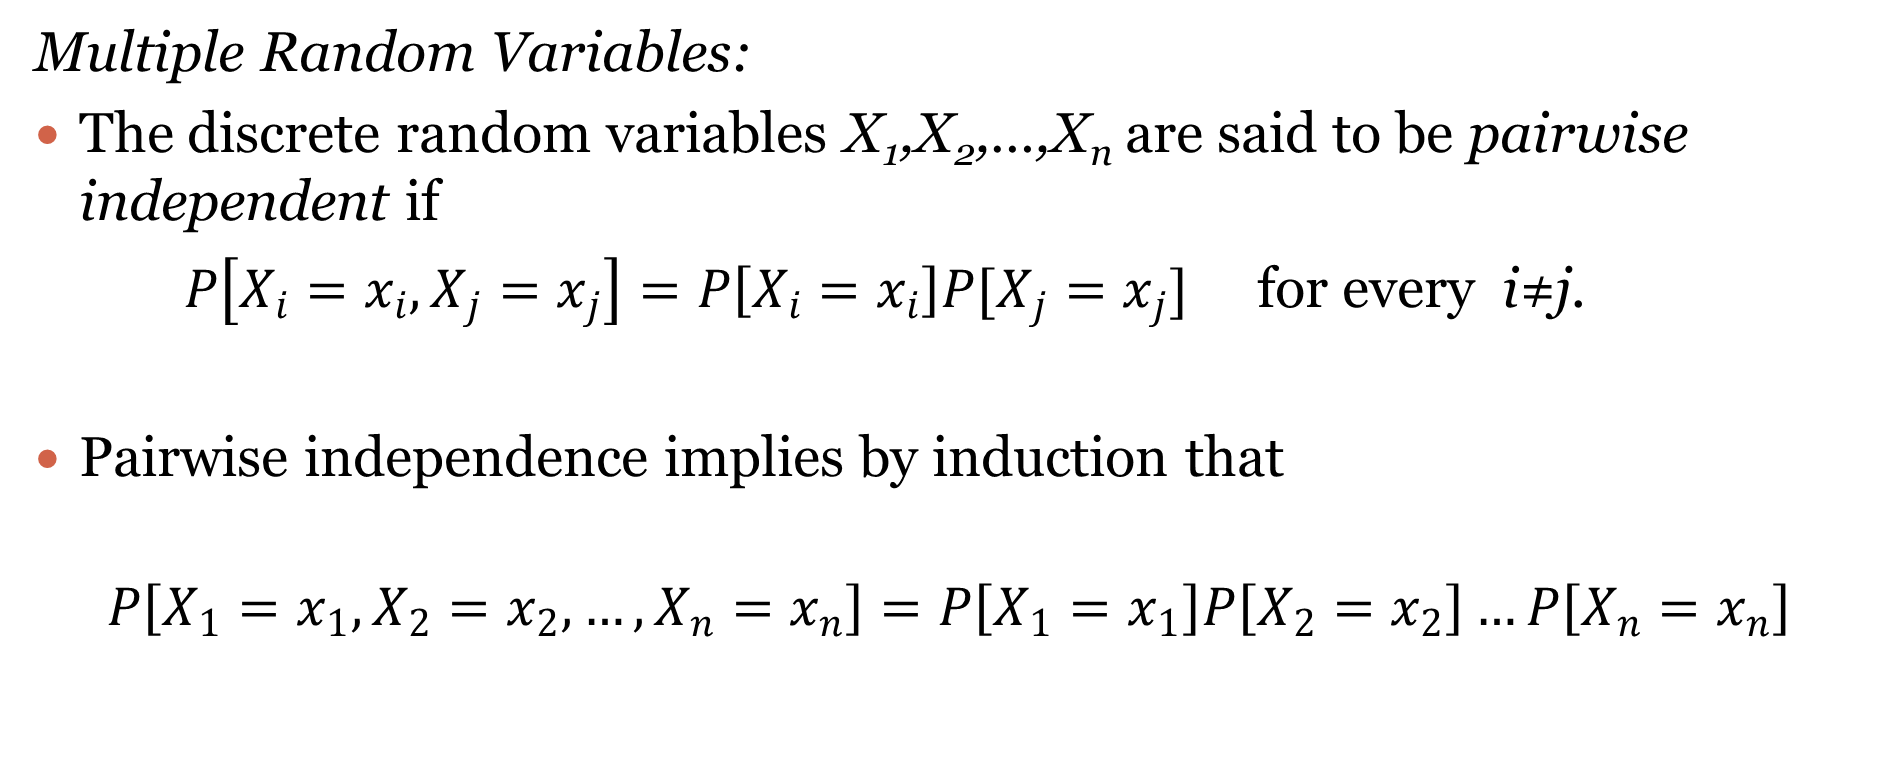 Multiple Random Variables:
• The discrete random variables X₁,X₂,...,Xₙ are said to be pairwise
independent if
P[Xᵢ = xᵢ, Xⱼ = xⱼ] = P[Xᵢ = xᵢ]P[Xⱼ = xⱼ] for every i≠j.
• Pairwise independence implies by induction that
P[X₁ = x₁, X₂ = x₂, … , Xₙ = xₙ] = P[X₁ = x₁]P[X₂ = x₂] … P[Xₙ = xₙ]